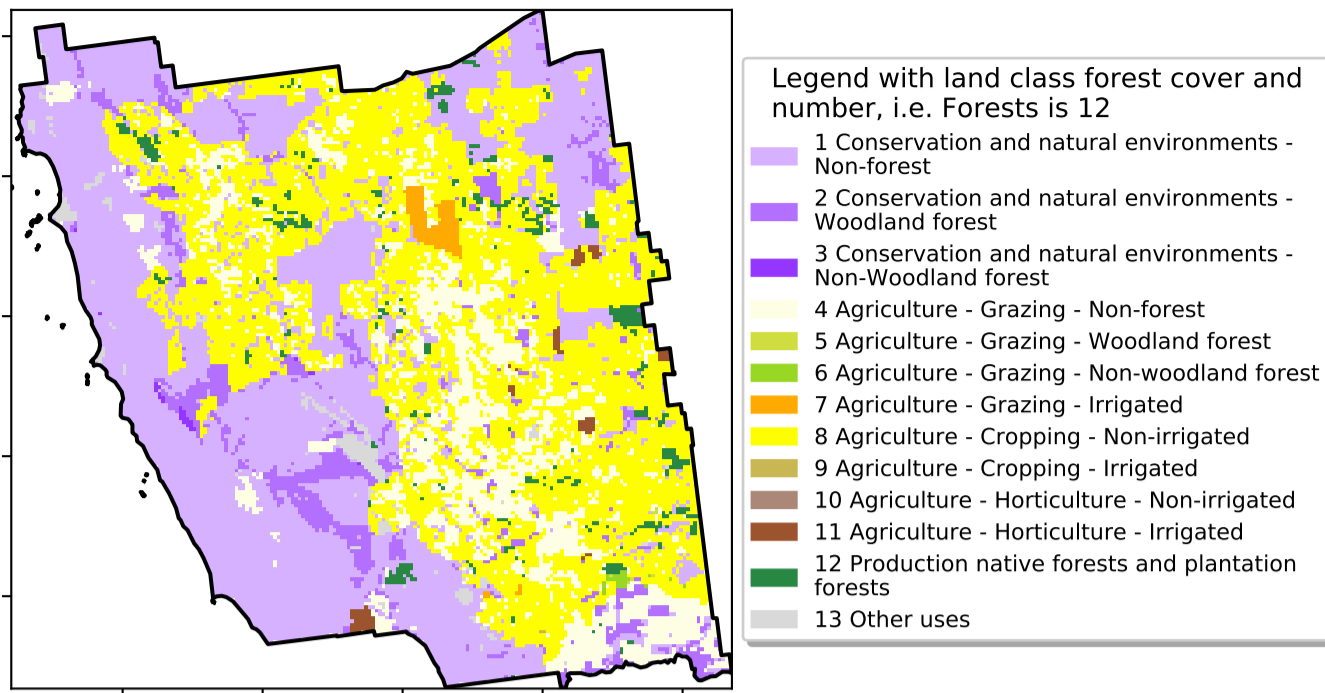 Legend with land class forest cover and
number, i.e. Forests is 12
1 Conservation and natural environments -
Non-forest
2 Conservation and natural environments -
Woodland forest
3 Conservation and natural environments -
Non-Woodland forest
4 Agriculture - Grazing - Non-forest
5 Agriculture - Grazing - Woodland forest
6 Agriculture - Grazing - Non-woodland forest
7 Agriculture - Grazing - Irrigated
8 Agriculture - Cropping - Non-irrigated
9 Agriculture - Cropping - Irrigated
10 Agriculture - Horticulture - Non-irrigated
11 Agriculture - Horticulture - Irrigated
12 Production native forests and plantation
forests
13 Other uses